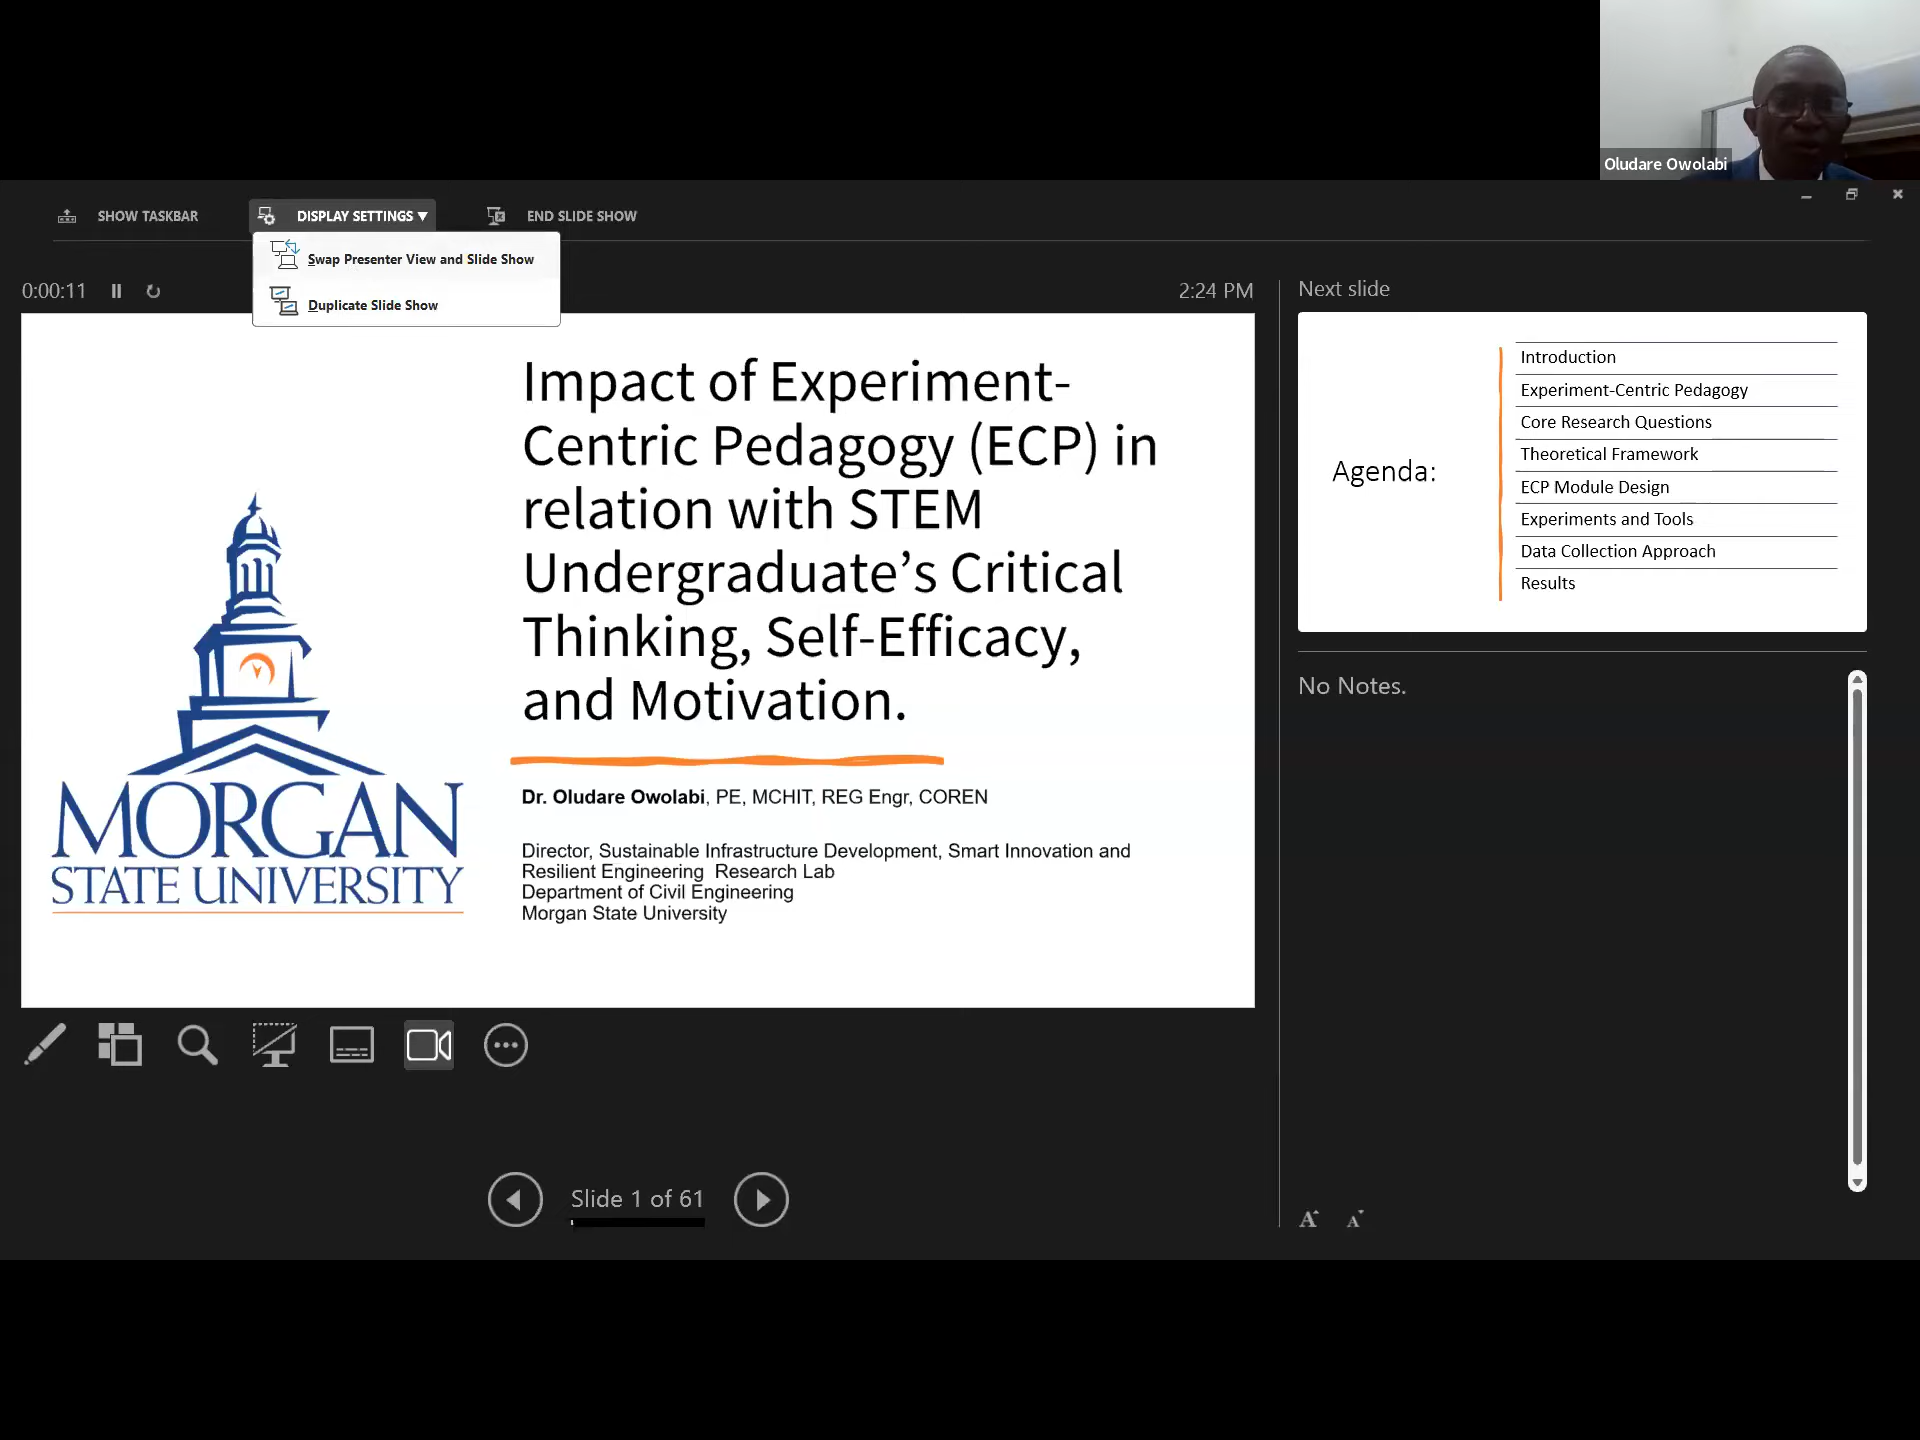 Oludare Owolabi
SHOW TASKBAR
DISPLAY SETTINGS ▼
END SLIDE SHOW
Swap Presenter View and Slide Show
Duplicate Slide Show
0:00:11
2:24 PM
Impact of Experiment-
Centric Pedagogy (ECP) in
relation with STEM
Undergraduate’s Critical
Thinking, Self-Efficacy,
and Motivation.
Dr. Oludare Owolabi, PE, MCHIT, REG Engr, COREN
Director, Sustainable Infrastructure Development, Smart Innovation and
Resilient Engineering Research Lab
Department of Civil Engineering
Morgan State University
MORGAN
STATE UNIVERSITY
Slide 1 of 61
Next slide
Agenda:
Introduction
Experiment-Centric Pedagogy
Core Research Questions
Theoretical Framework
ECP Module Design
Experiments and Tools
Data Collection Approach
Results
No Notes.
A A